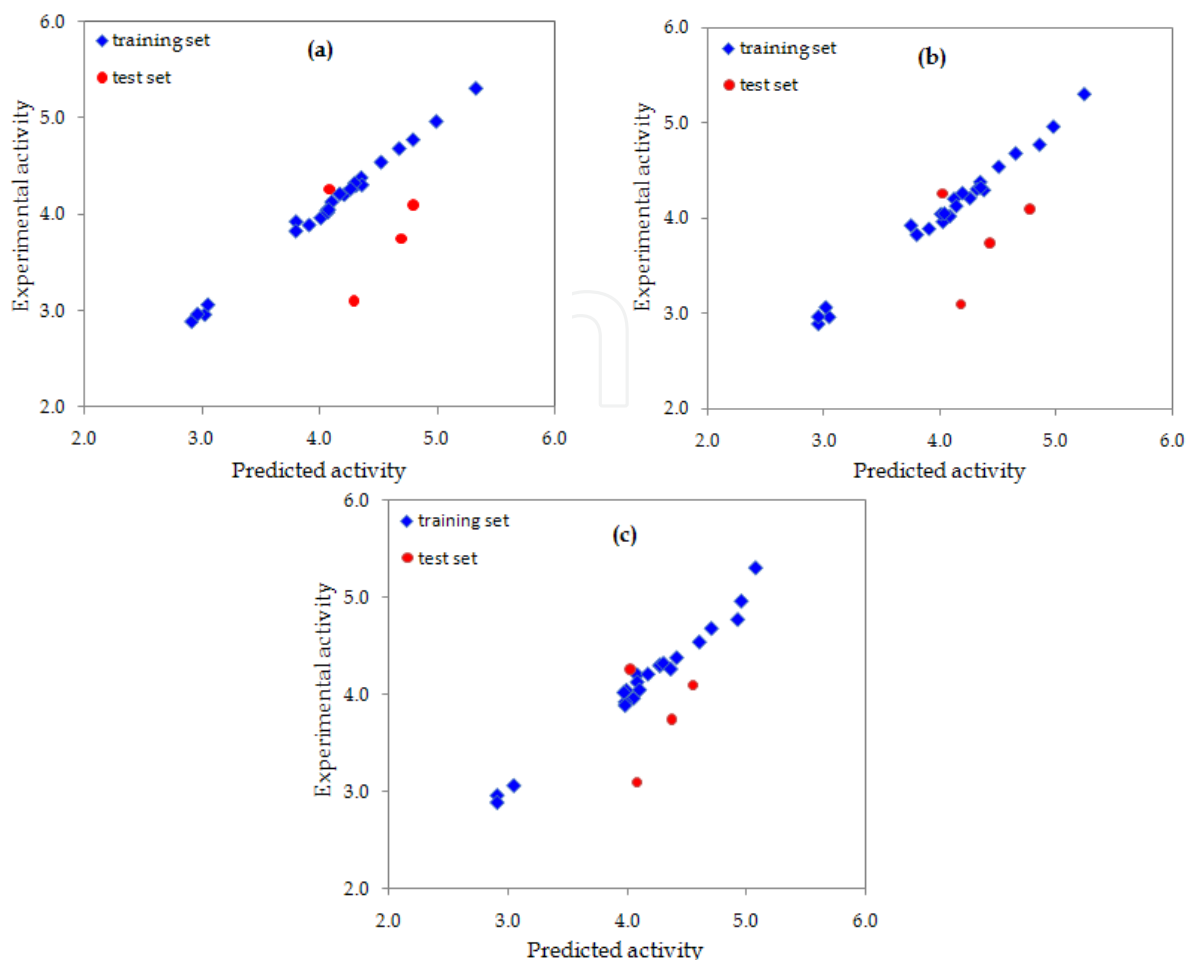 6.0
5.0
4.0
3.0
2.0
2.0 3.0 4.0 5.0 6.0
Experimental activity
Predicted activity
training set
test set
(a)
6.0
5.0
4.0
3.0
2.0
2.0 3.0 4.0 5.0 6.0
Experimental activity
Predicted activity
training set
test set
(b)
6.0
5.0
4.0
3.0
2.0
2.0 3.0 4.0 5.0 6.0
Experimental activity
Predicted activity
training set
test set
(c)